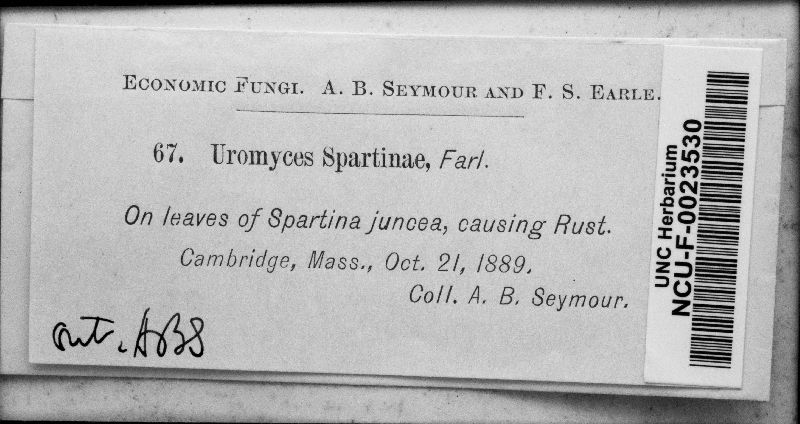 Economic Fungi. A. B. Seymour and F. S. Earle.
67. Uromyces Spartinae, Farl.
On leaves of Spartina juncea, causing Rust.
Cambridge, Mass., Oct. 21, 1889.
Coll. A. B. Seymour.
UNC Herbarium
NCU-F-0023530